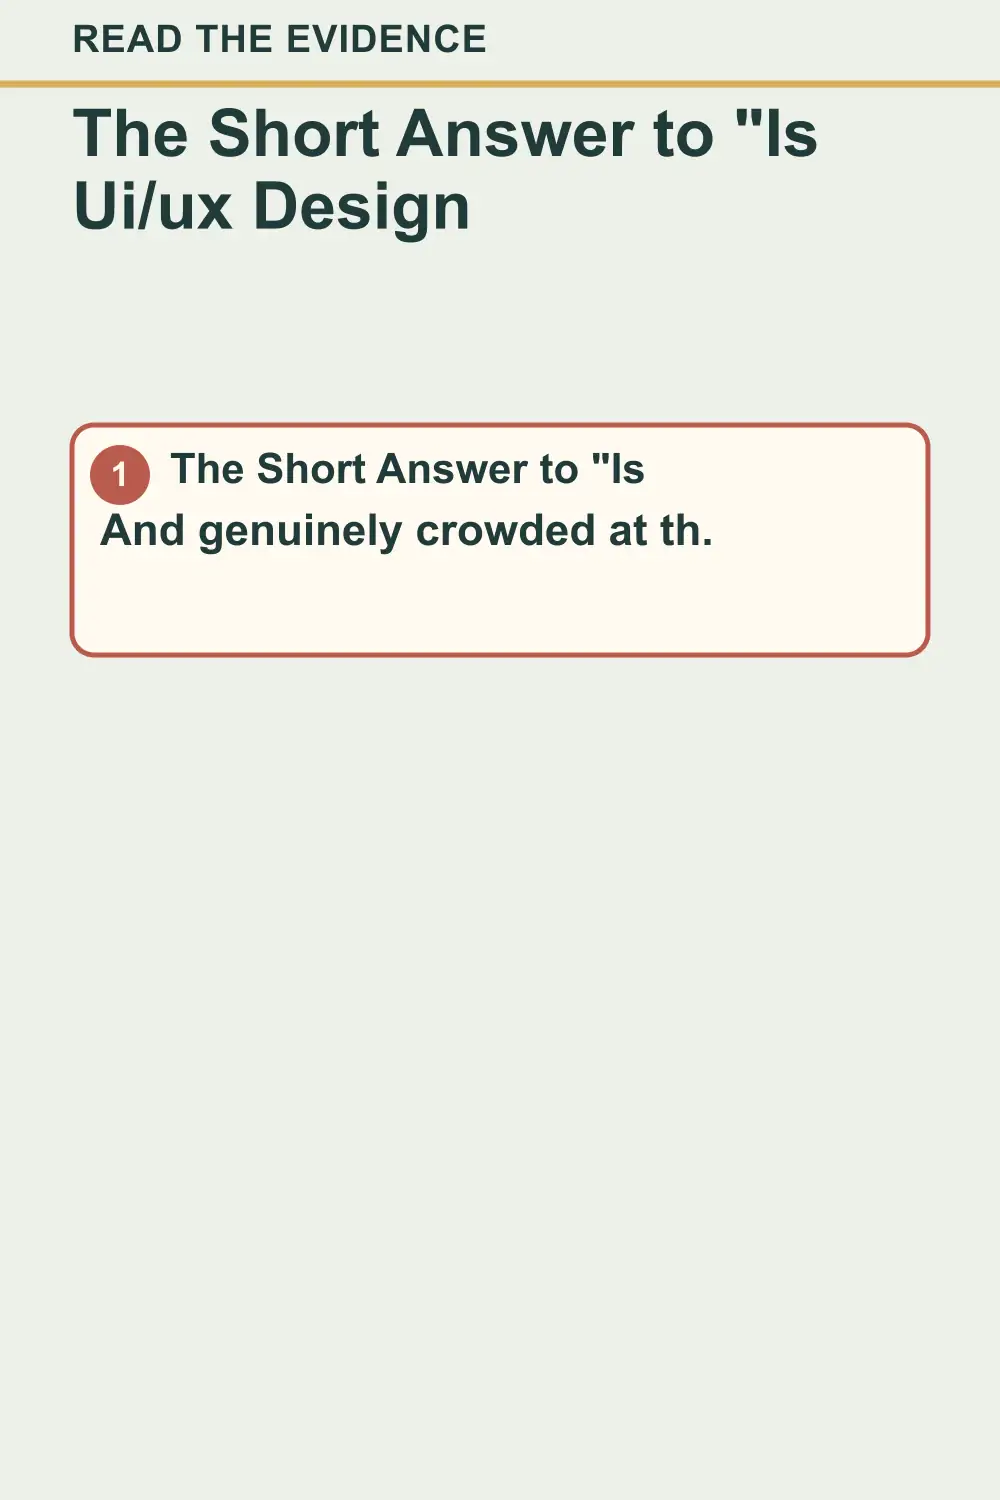 READ THE EVIDENCE
The Short Answer to "Is
Ui/ux Design
1 The Short Answer to "Is
And genuinely crowded at th.